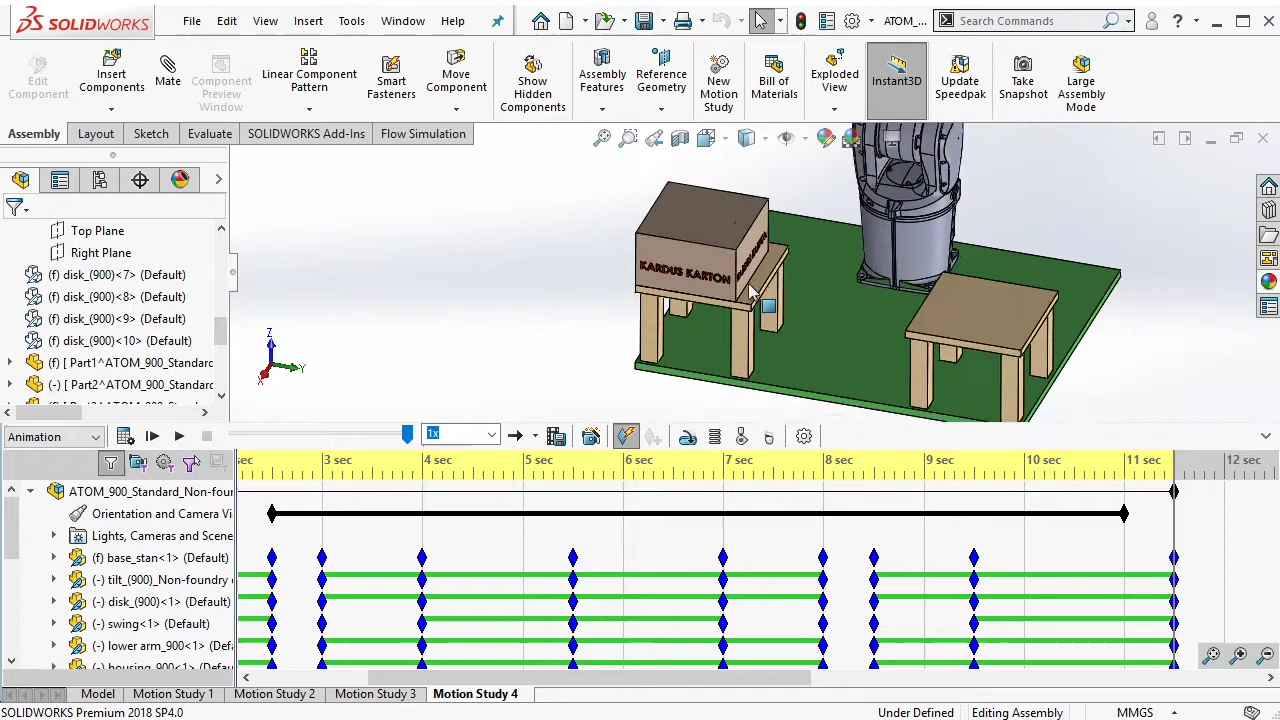 SOLIDWORKS
File Edit View Insert Tools Window Help
ATOM_...
Search Commands
Edit Component
Insert Components
Mate
Component Preview Window
Linear Component Pattern
Smart Fasteners
Move Component
Show Hidden Components
Assembly Features
Reference Geometry
New Motion Study
Bill of Materials
Exploded View
Instant3D
Update Speedpak
Take Snapshot
Large Assembly Mode
Assembly Layout Sketch Evaluate SOLIDWORKS Add-Ins Flow Simulation
Top Plane
Right Plane
(f) disk_(900)<7> (Default)
(f) disk_(900)<8> (Default)
(f) disk_(900)<9> (Default)
(f) disk_(900)<10> (Default)
(f) [ Part1^ATOM_900_Standard
(-) [ Part2^ATOM_900_Standard
KARDUS KARTON
Z
Y
X
Animation
1x
sec 3 sec 4 sec 5 sec 6 sec 7 sec 8 sec 9 sec 10 sec 11 sec 12 sec
ATOM_900_Standard_Non-four
Orientation and Camera Vi
Lights, Cameras and Scene
(f) base_stan<1> (Default)
(-) tilt_(900)_Non-foundry
(-) disk_(900)<1> (Default)
(-) swing<1> (Default)
(-) lower arm_900<1> (Def
(-) housing_900<1> (Defa
Model Motion Study 1 Motion Study 2 Motion Study 3 Motion Study 4
SOLIDWORKS Premium 2018 SP4.0
Under Defined Editing Assembly MMGS